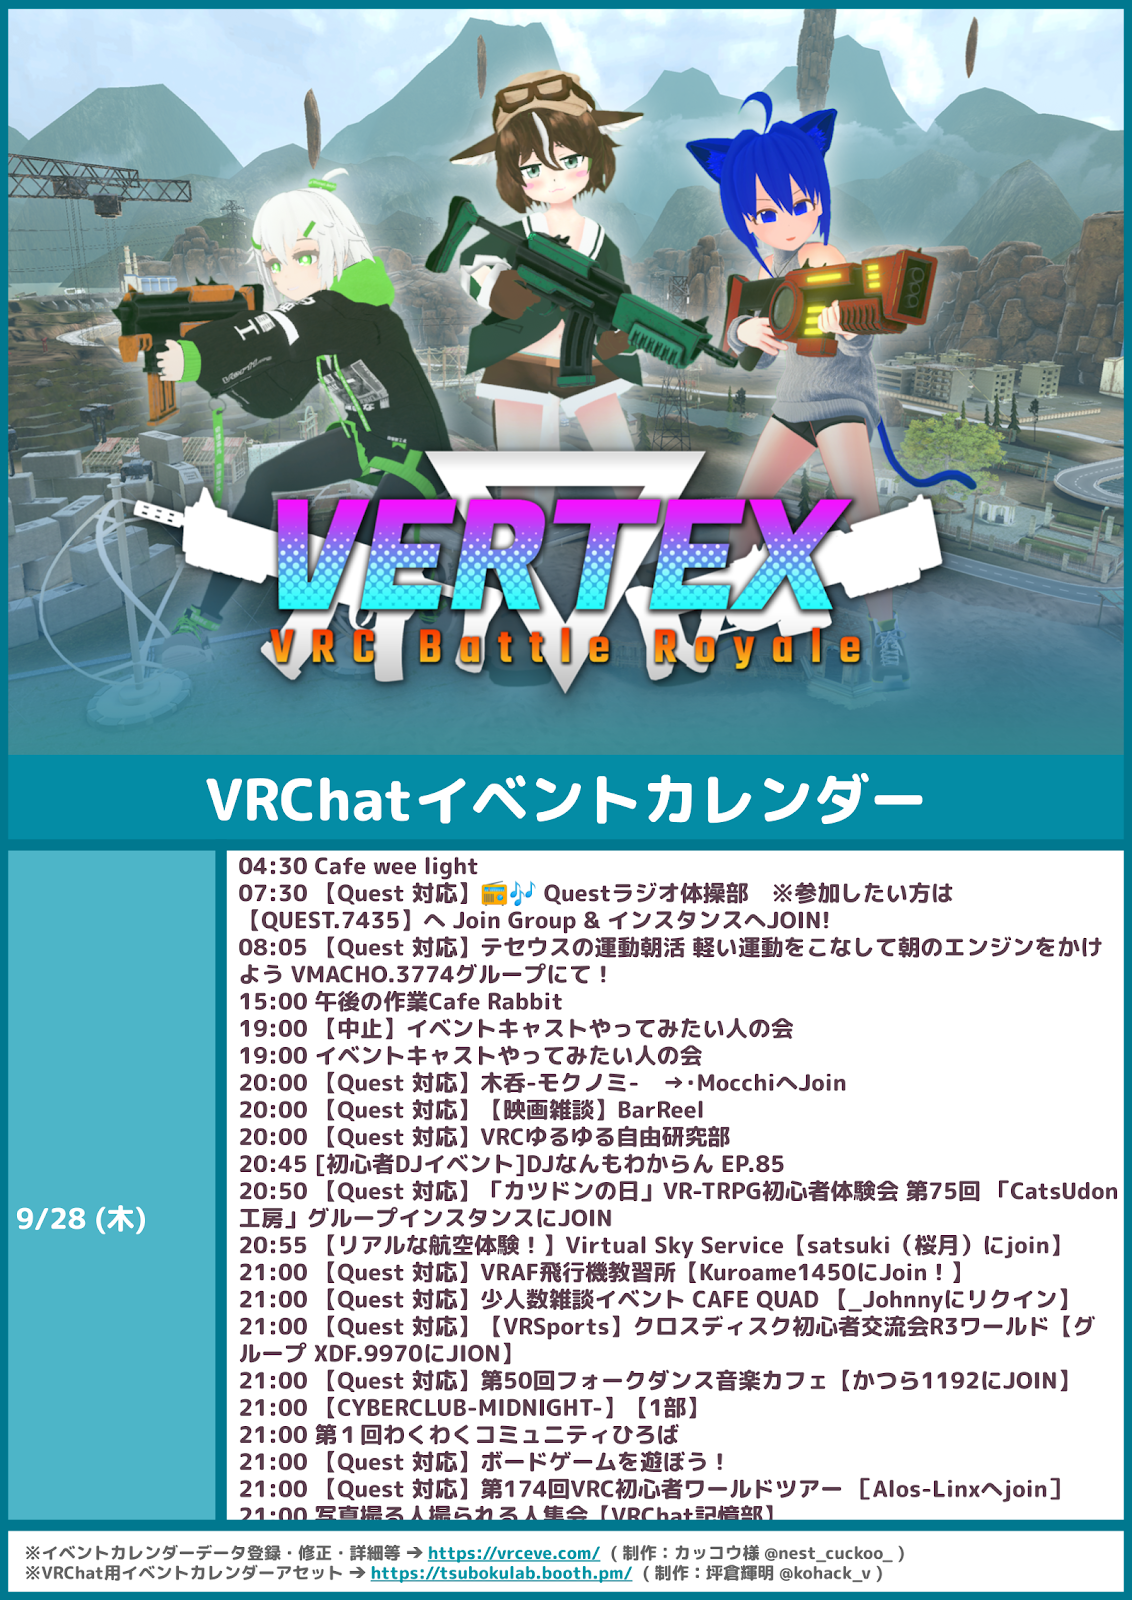 VERTEX
VRC Battle Royale
VRChatイベントカレンダー
9/28 (木)
04:30 Cafe wee light
07:30 【Quest 対応】📻🎶 Questラジオ体操部　※参加したい方は
【QUEST.7435】へ Join Group & インスタンスへJOIN!
08:05 【Quest 対応】テセウスの運動朝活 軽い運動をこなして朝のエンジンをかけ
よう VMACHO.3774グループにて！
15:00 午後の作業Cafe Rabbit
19:00 【中止】イベントキャストやってみたい人の会
19:00 イベントキャストやってみたい人の会
20:00 【Quest 対応】木呑-モクノミ-　→･MocchiへJoin
20:00 【Quest 対応】【映画雑談】BarReel
20:00 【Quest 対応】VRCゆるゆる自由研究部
20:45 [初心者DJイベント]DJなんもわからん EP.85
20:50 【Quest 対応】「カツドンの日」VR-TRPG初心者体験会 第75回 「CatsUdon
工房」グループインスタンスにJOIN
20:55 【リアルな航空体験！】Virtual Sky Service【satsuki（桜月）にjoin】
21:00 【Quest 対応】VRAF飛行機教習所【Kuroame1450にJoin！】
21:00 【Quest 対応】少人数雑談イベント CAFE QUAD 【_Johnnyにリクイン】
21:00 【Quest 対応】【VRSports】クロスディスク初心者交流会R3ワールド【グ
ループ XDF.9970にJION】
21:00 【Quest 対応】第50回フォークダンス音楽カフェ【かつら1192にJOIN】
21:00 【CYBERCLUB-MIDNIGHT-】【1部】
21:00 第１回わくわくコミュニティひろば
21:00 【Quest 対応】ボードゲームを遊ぼう！
21:00 【Quest 対応】第174回VRC初心者ワールドツアー ［Alos-Linxへjoin］
21:00 写真撮る人撮られる人集会【VRChat記憶部】
※イベントカレンダーデータ登録・修正・詳細等 ➔ https://vrceve.com/ ( 制作：カッコウ様 @nest_cuckoo_ )
※VRChat用イベントカレンダーアセット ➔ https://tsubokulab.booth.pm/ ( 制作：坪倉輝明 @kohack_v )